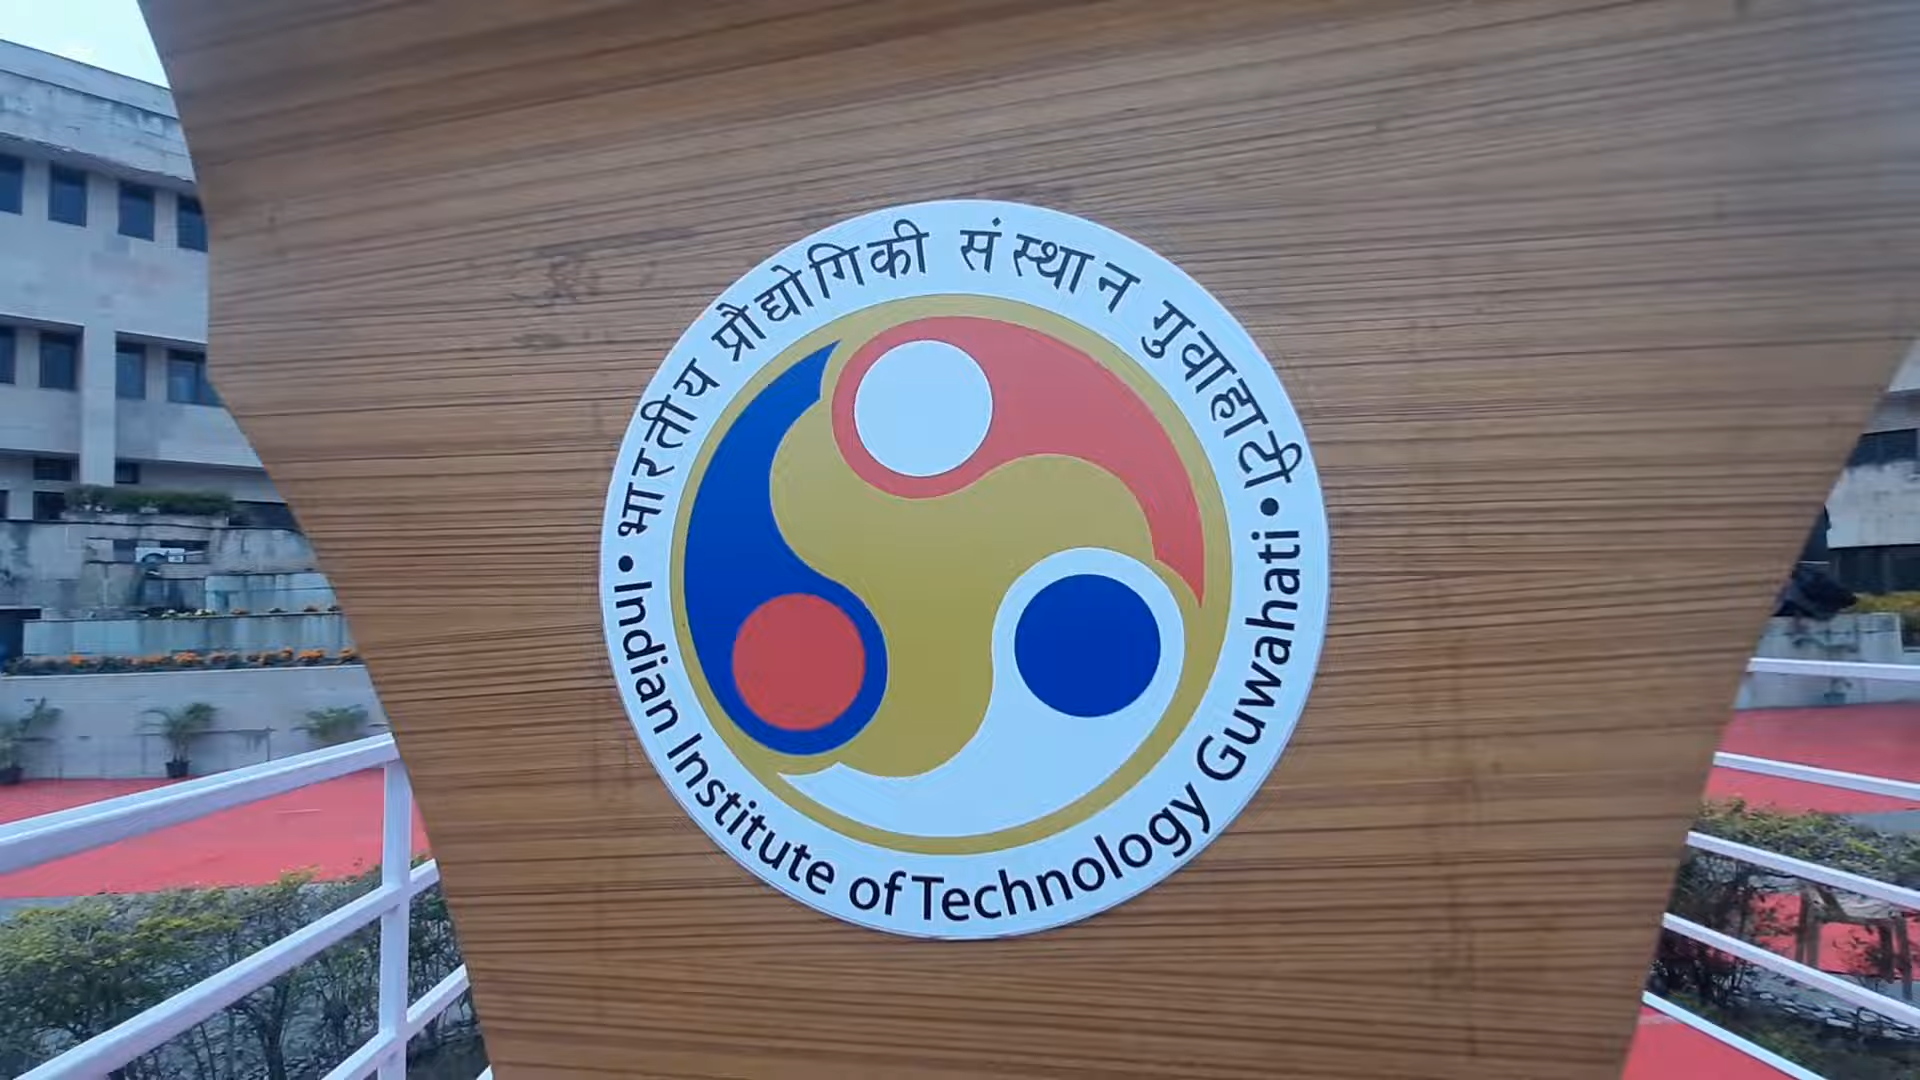 भारतीय प्रौद्योगिकी संस्थान गुवाहाटी
Indian Institute of Technology Guwahati